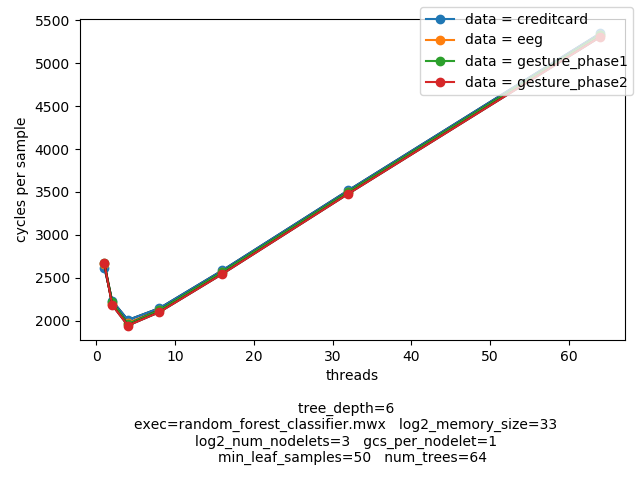 data = creditcard
data = eeg
data = gesture_phase1
data = gesture_phase2
5500
5000
4500
4000
3500
3000
2500
2000
cycles per sample
0 10 20 30 40 50 60
threads
tree_depth=6
exec=random_forest_classifier.mwx log2_memory_size=33
log2_num_nodelets=3 gcs_per_nodelet=1
min_leaf_samples=50 num_trees=64